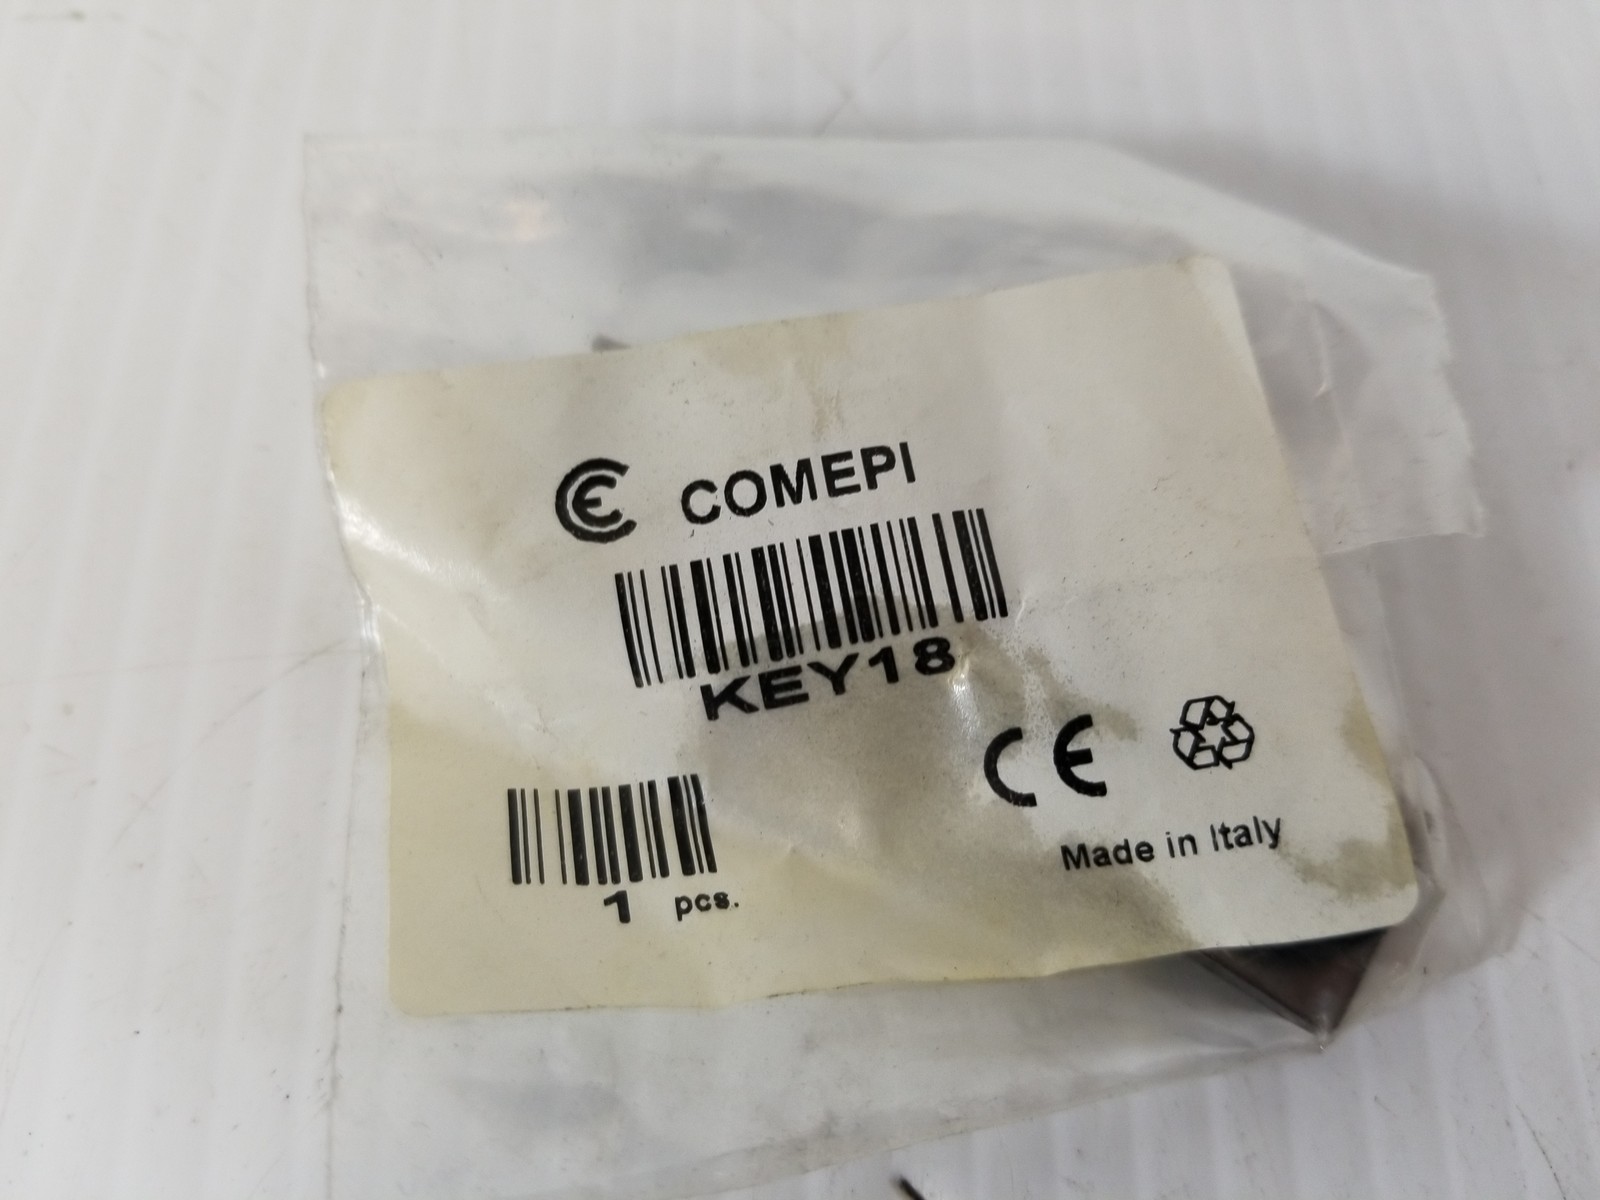 COMEPI
KEY18
CE
Made in Italy
1 pcs.